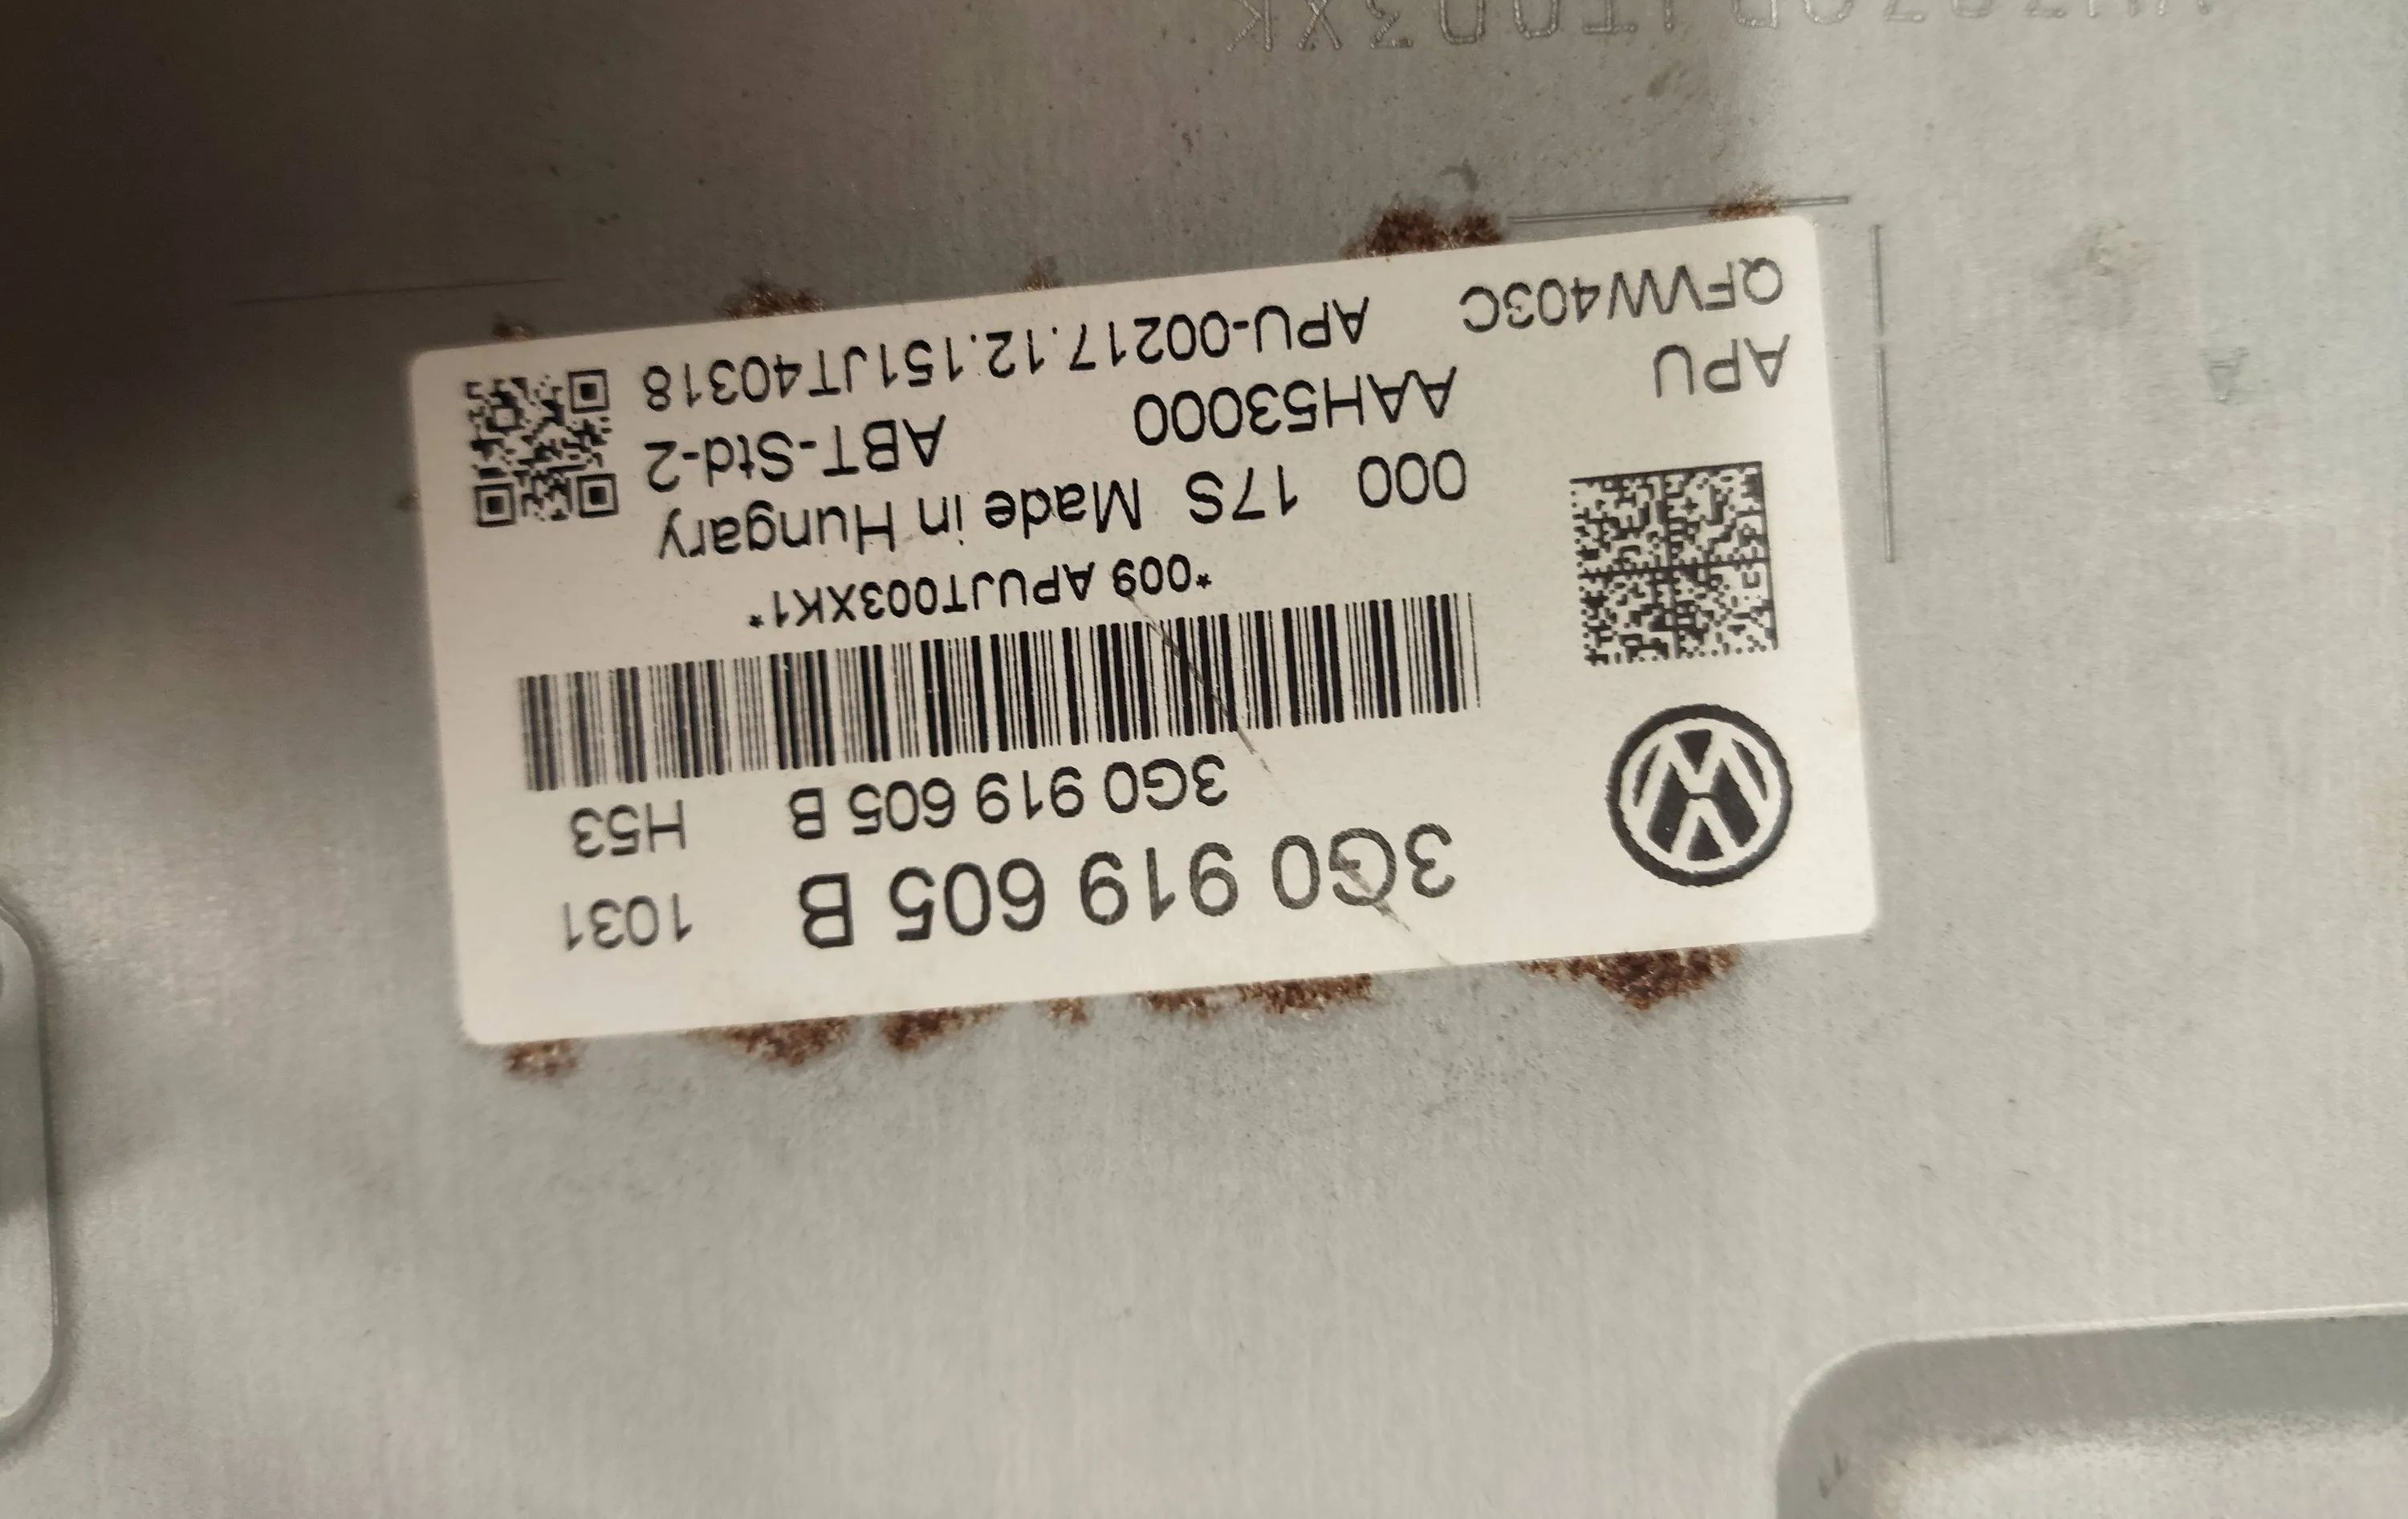 3G0 919 605 B 1031
3G0 919 605 B H53
*009 APUJT003XK1*
000 17S Made in Hungary
AAH53000 ABT-Std-2
APU
QFVW403C APU-00217.12.151JT40318